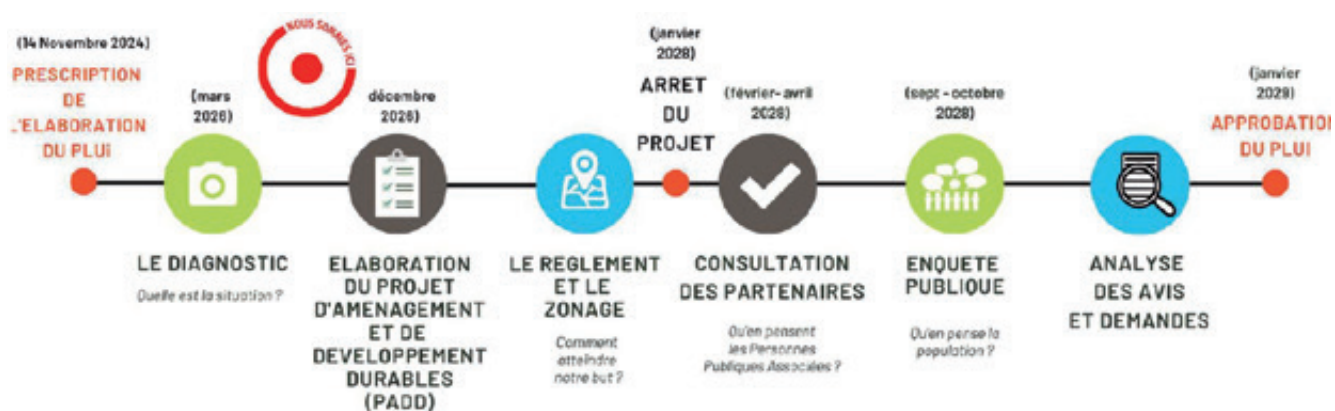 (14 Novembre 2024)
PRESCRIPTION
DE
L'ELABORATION
DU PLUi
NOUS SOMMES ICI
(mars
2026)
décembre
2026)
(janvier
2028)
ARRET
DU
PROJET
(février- avril
2028)
(sept - octobre
2028)
(janvier
2029)
APPROBATION
DU PLUI
LE DIAGNOSTIC
Quelle est la situation ?
ELABORATION
DU PROJET
D'AMENAGEMENT
ET DE
DEVELOPPEMENT
DURABLES
(PADD)
LE REGLEMENT
ET LE
ZONAGE
Comment
atteindre
notre but ?
CONSULTATION
DES PARTENAIRES
Qu'en pensent
les Personnes
Publiques Associées ?
ENQUETE
PUBLIQUE
Qu'en pense la
population ?
ANALYSE
DES AVIS
ET DEMANDES